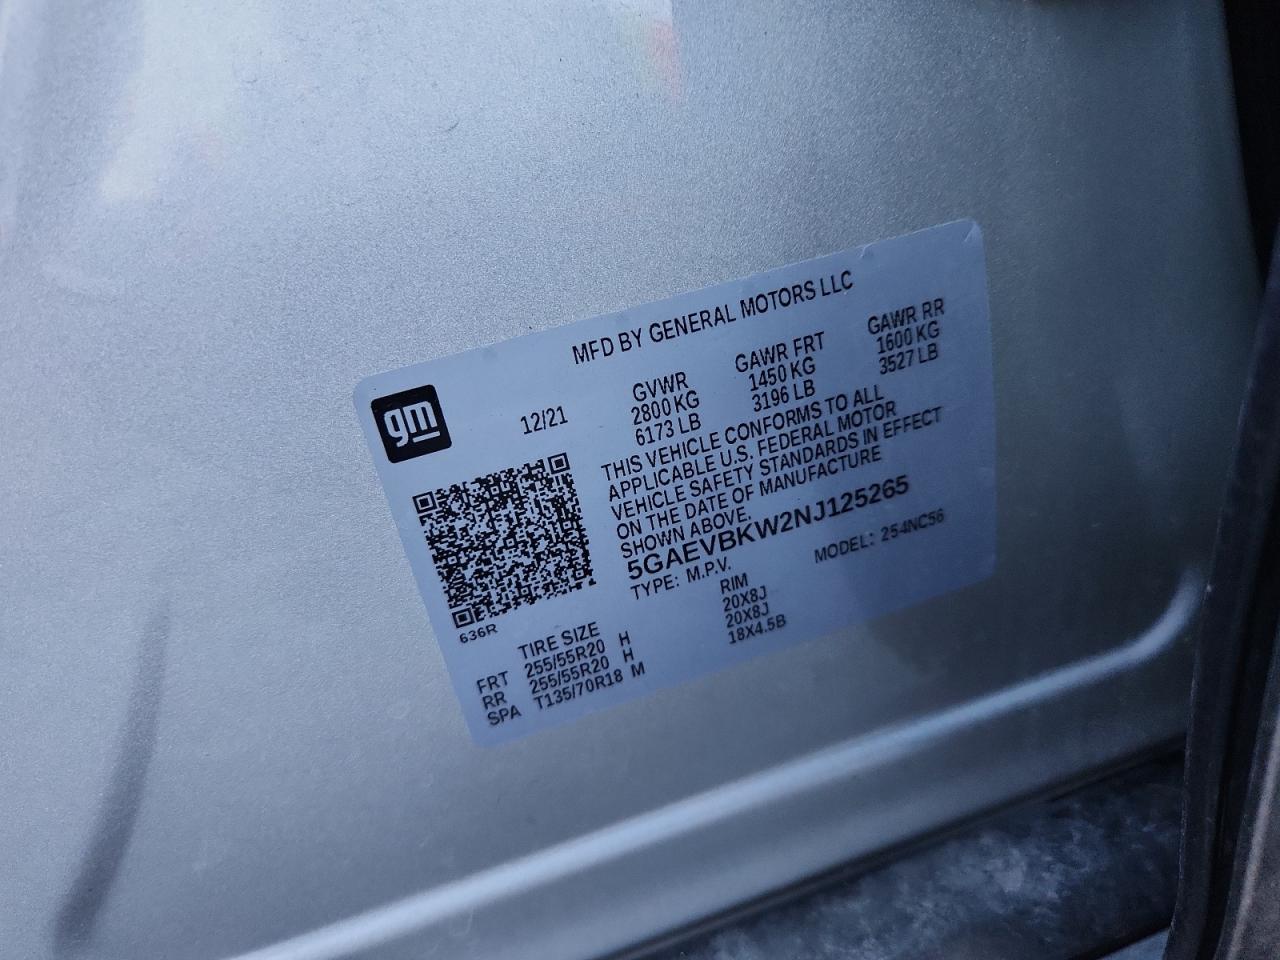 MFD BY GENERAL MOTORS LLC
gm
12/21
GVWR GAWR FRT GAWR RR
2800 KG 1450 KG 1600 KG
6173 LB 3196 LB 3527 LB
THIS VEHICLE CONFORMS TO ALL
APPLICABLE U.S. FEDERAL MOTOR
VEHICLE SAFETY STANDARDS IN EFFECT
ON THE DATE OF MANUFACTURE
SHOWN ABOVE.
5GAEVBKW2NJ125265
TYPE: M.P.V. MODEL: 254NC56
636R
TIRE SIZE RIM
FRT 255/55R20 H 20X8J
RR 255/55R20 H 20X8J
SPA T135/70R18 M 18X4.5B